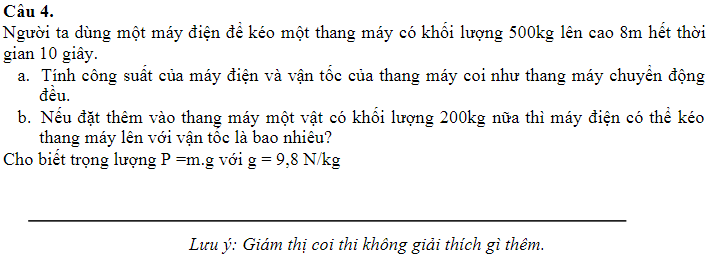 Câu 4.
Người ta dùng một máy điện để kéo một thang máy có khối lượng 500kg lên cao 8m hết thời
gian 10 giây.
a. Tính công suất của máy điện và vận tốc của thang máy coi như thang máy chuyển động
đều.
b. Nếu đặt thêm vào thang máy một vật có khối lượng 200kg nữa thì máy điện có thể kéo
thang máy lên với vận tốc là bao nhiêu?
Cho biết trọng lượng P =m.g với g = 9,8 N/kg
Lưu ý: Giám thị coi thi không giải thích gì thêm.